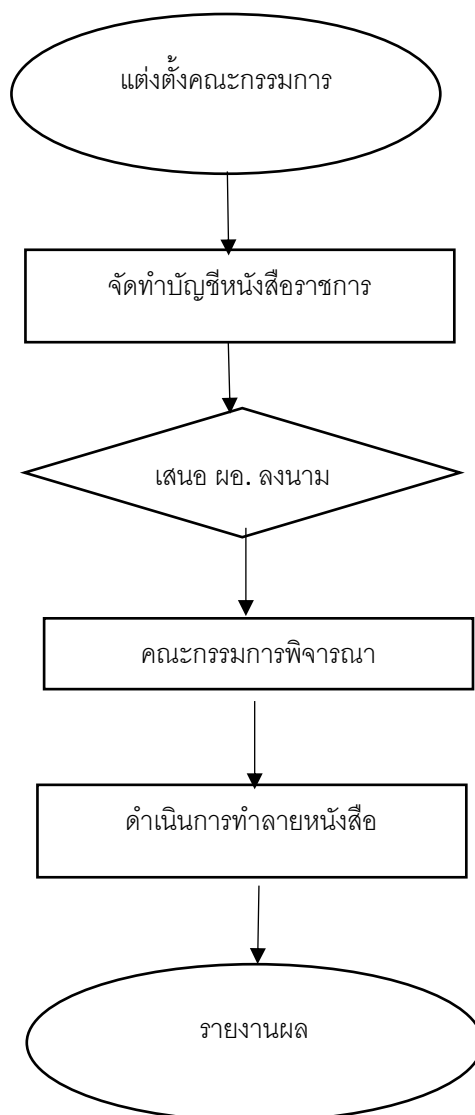 แต่งตั้งคณะกรรมการ
จัดทำบัญชีหนังสือราชการ
เสนอ ผอ. ลงนาม
คณะกรรมการพิจารณา
ดำเนินการทำลายหนังสือ
รายงานผล